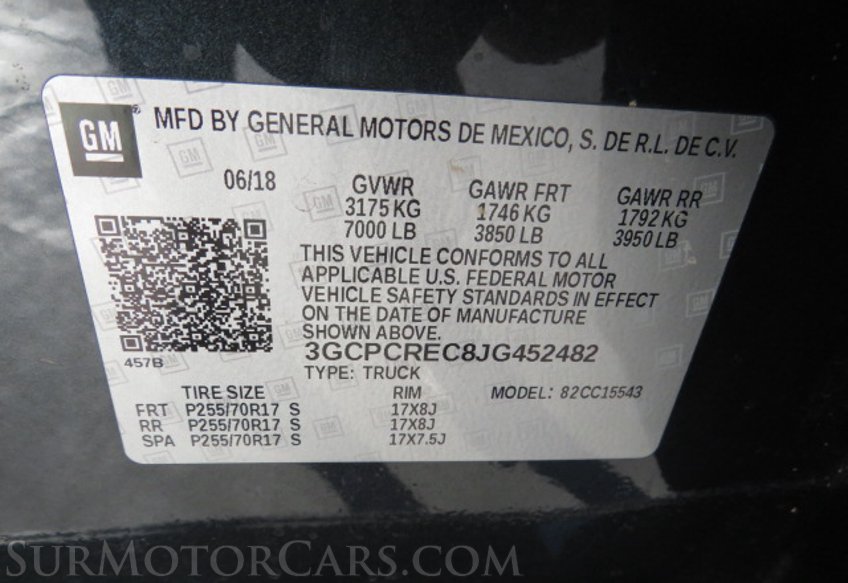 GM® MFD BY GENERAL MOTORS DE MEXICO, S. DE R.L. DE C.V.
06/18 GVWR GAWR FRT GAWR RR
3175 KG 1746 KG 1792 KG
7000 LB 3850 LB 3950 LB
THIS VEHICLE CONFORMS TO ALL
APPLICABLE U.S. FEDERAL MOTOR
VEHICLE SAFETY STANDARDS IN EFFECT
ON THE DATE OF MANUFACTURE
SHOWN ABOVE.
457B 3GCPCREC8JG452482
TYPE: TRUCK
TIRE SIZE RIM MODEL: 82CC15543
FRT P255/70R17 S 17X8J
RR P255/70R17 S 17X8J
SPA P255/70R17 S 17X7.5J
SURMOTORCARS.COM